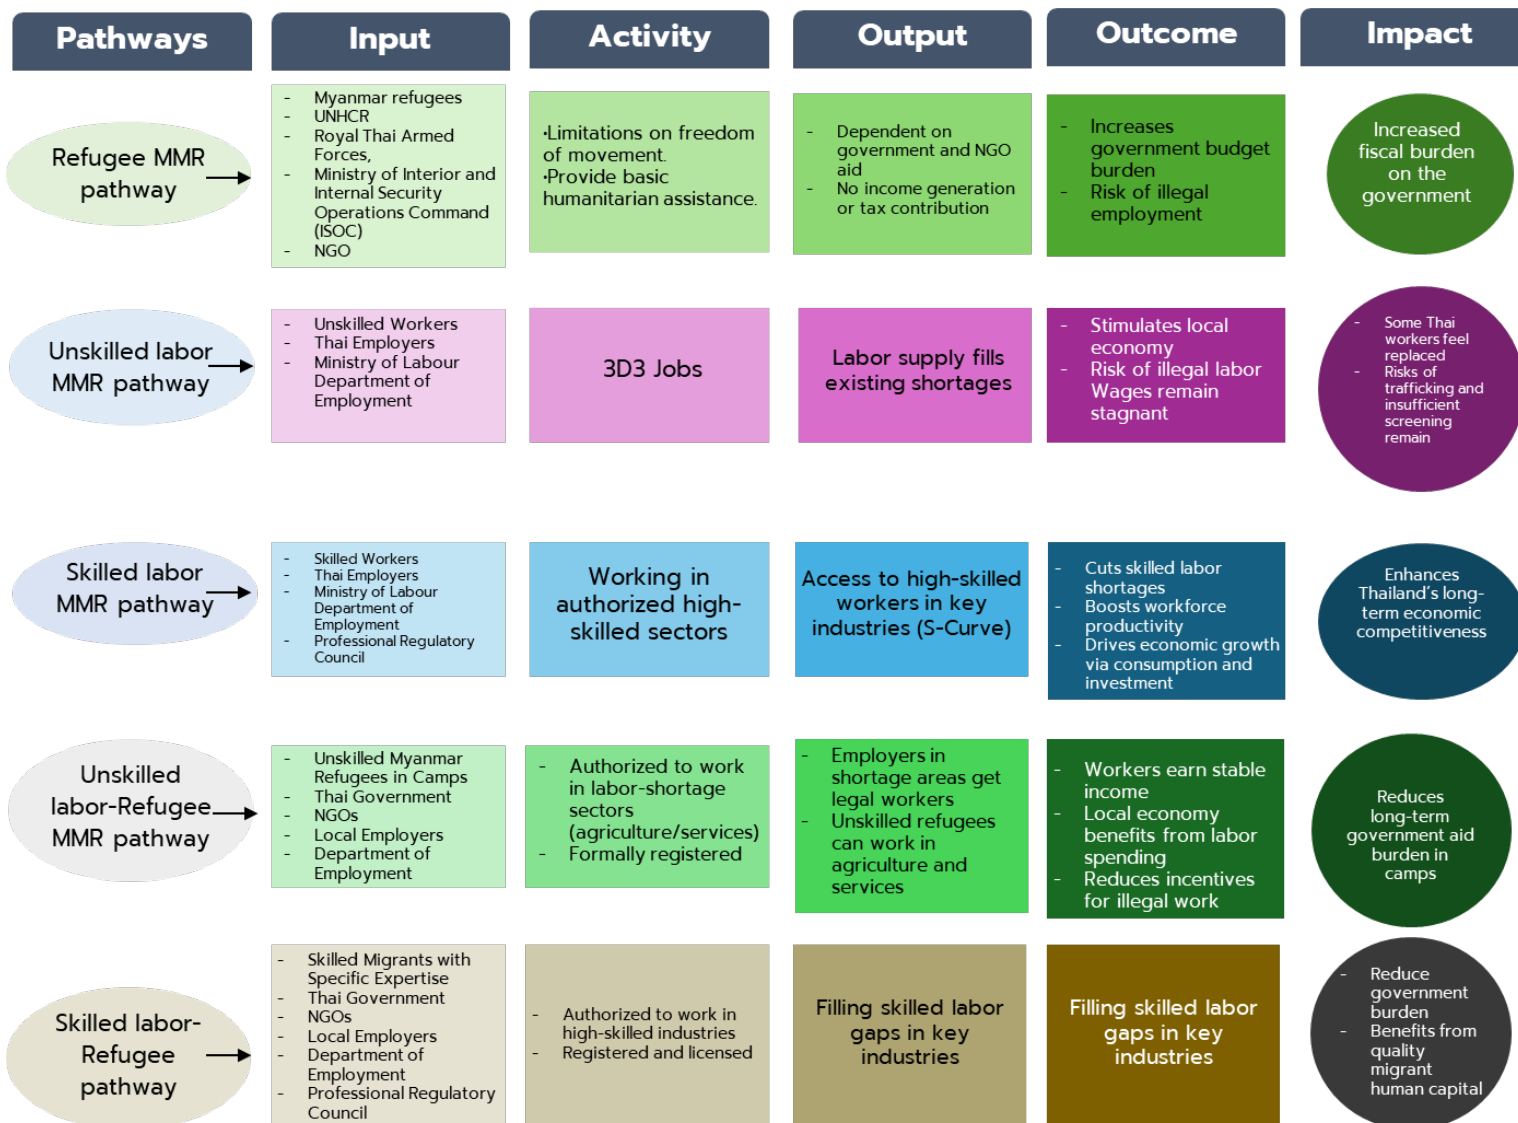 Pathways
Input
Activity
Output
Outcome
Impact
Refugee MMR
pathway
- Myanmar refugees
- UNHCR
- Royal Thai Armed
Forces,
- Ministry of Interior and
Internal Security
Operations Command
(ISOC)
- NGO
•Limitations on freedom
of movement.
•Provide basic
humanitarian assistance.
- Dependent on
government and NGO
aid
- No income generation
or tax contribution
- Increases
government budget
burden
- Risk of illegal
employment
Increased
fiscal burden
on the
government
Unskilled labor
MMR pathway
- Unskilled Workers
- Thai Employers
- Ministry of Labour
Department of
Employment
3D3 Jobs
Labor supply fills
existing shortages
- Stimulates local
economy
- Risk of illegal labor
Wages remain
stagnant
- Some Thai
workers feel
replaced
- Risks of
trafficking and
insufficient
screening
remain
Skilled labor
MMR pathway
- Skilled Workers
- Thai Employers
- Ministry of Labour
Department of
Employment
- Professional Regulatory
Council
Working in
authorized high-
skilled sectors
Access to high-skilled
workers in key
industries (S-Curve)
- Cuts skilled labor
shortages
- Boosts workforce
productivity
- Drives economic growth
via consumption and
investment
Enhances
Thailand's long-
term economic
competitiveness
Unskilled
labor-Refugee
MMR pathway
- Unskilled Myanmar
Refugees in Camps
- Thai Government
- NGOs
- Local Employers
- Department of
Employment
- Authorized to work
in labor-shortage
sectors
(agriculture/services)
- Formally registered
- Employers in
shortage areas get
legal workers
- Unskilled refugees
can work in
agriculture and
services
- Workers earn stable
income
- Local economy
benefits from labor
spending
- Reduces incentives
for illegal work
Reduces
long-term
government aid
burden in
camps
Skilled labor-
Refugee
pathway
- Skilled Migrants with
Specific Expertise
- Thai Government
- NGOs
- Local Employers
- Department of
Employment
- Professional Regulatory
Council
- Authorized to work in
high-skilled industries
- Registered and licensed
Filling skilled labor
gaps in key
industries
Filling skilled labor
gaps in key
industries
- Reduce
government
burden
- Benefits from
quality
migrant
human capital